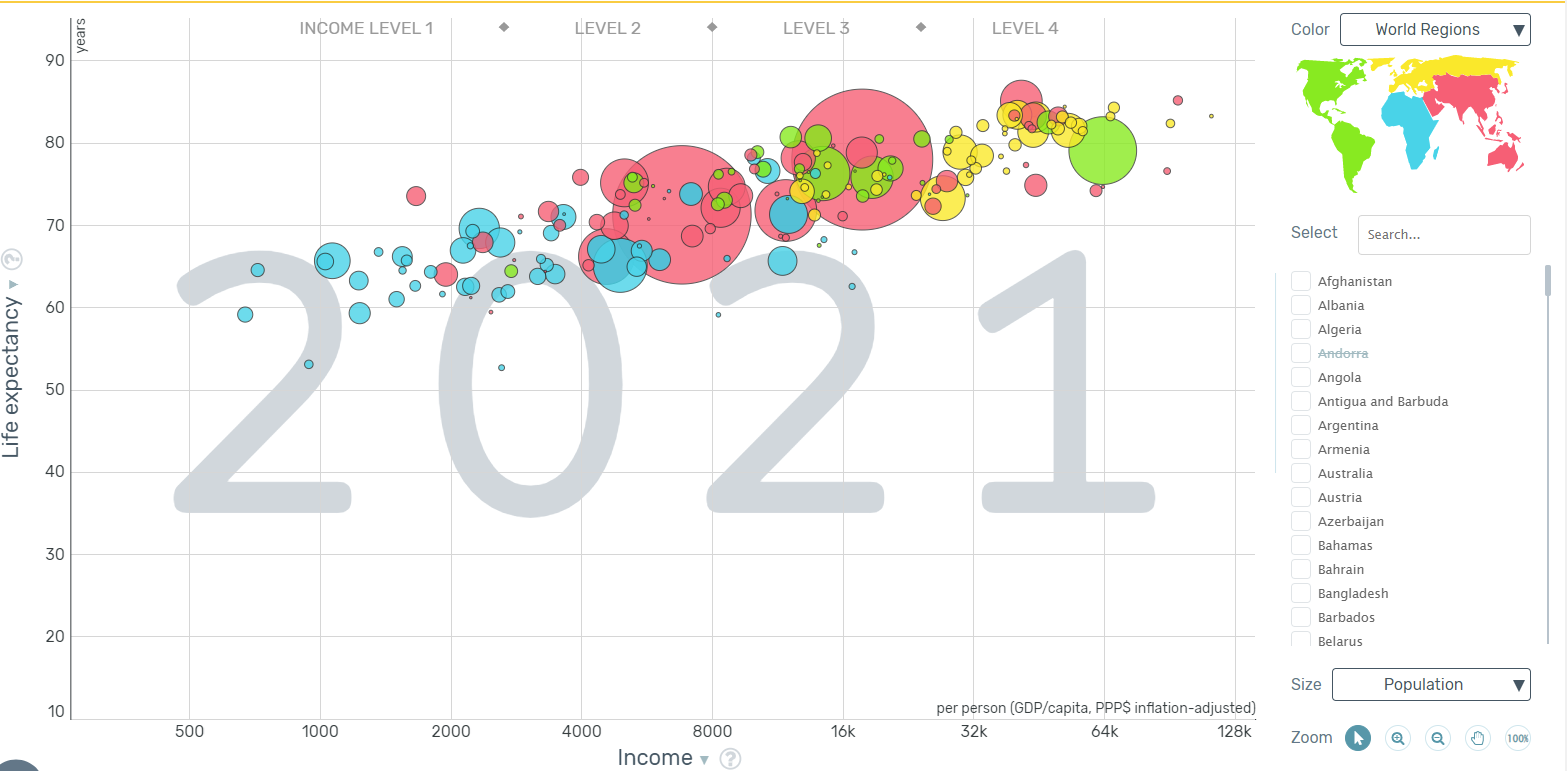 INCOME LEVEL 1 ◆ LEVEL 2 ◆ LEVEL 3 ◆ LEVEL 4
years
90
80
70
60
50
40
30
20
10
Life expectancy ▼ ?
2021
per person (GDP/capita, PPP$ inflation-adjusted)
500 1000 2000 4000 8000 16k 32k 64k 128k
Income ▼ ?
Color World Regions ▼
Select Search...
Afghanistan
Albania
Algeria
Andorra
Angola
Antigua and Barbuda
Argentina
Armenia
Australia
Austria
Azerbaijan
Bahamas
Bahrain
Bangladesh
Barbados
Belarus
Size Population ▼
Zoom 100%